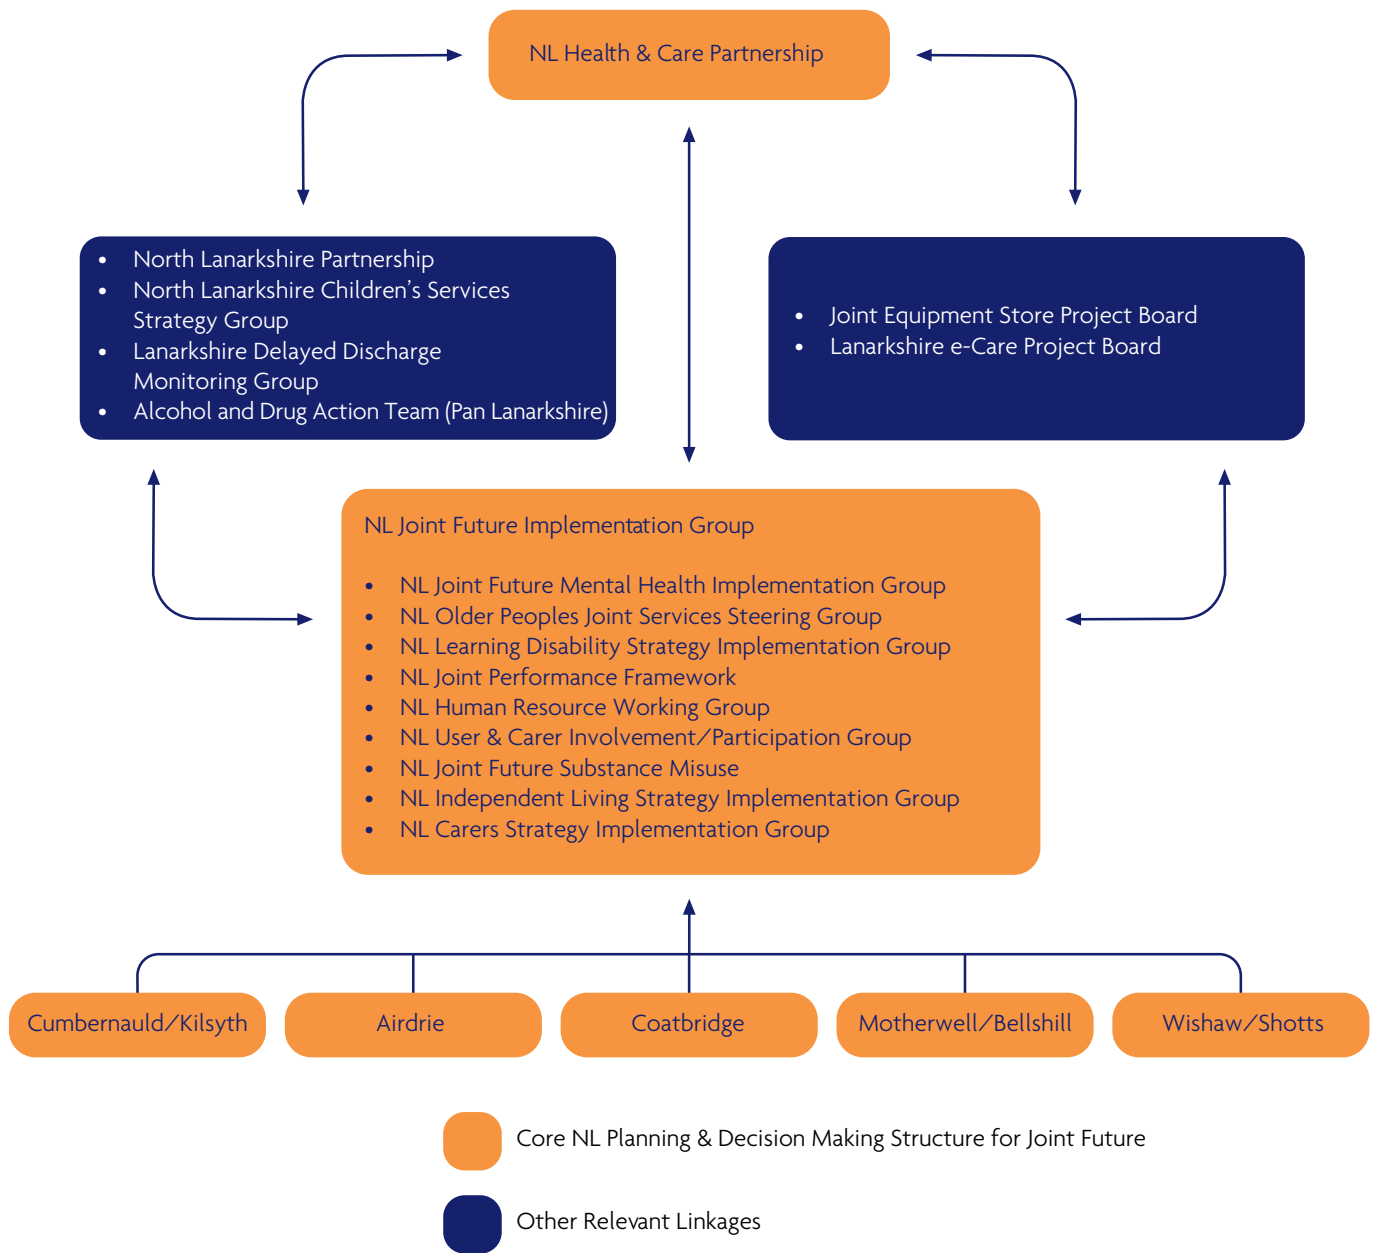 NL Health & Care Partnership
• North Lanarkshire Partnership
• North Lanarkshire Children’s Services
Strategy Group
• Lanarkshire Delayed Discharge
Monitoring Group
• Alcohol and Drug Action Team (Pan Lanarkshire)
• Joint Equipment Store Project Board
• Lanarkshire e-Care Project Board
NL Joint Future Implementation Group
• NL Joint Future Mental Health Implementation Group
• NL Older Peoples Joint Services Steering Group
• NL Learning Disability Strategy Implementation Group
• NL Joint Performance Framework
• NL Human Resource Working Group
• NL User & Carer Involvement/Participation Group
• NL Joint Future Substance Misuse
• NL Independent Living Strategy Implementation Group
• NL Carers Strategy Implementation Group
Cumbernauld/Kilsyth
Airdrie
Coatbridge
Motherwell/Bellshill
Wishaw/Shotts
Core NL Planning & Decision Making Structure for Joint Future
Other Relevant Linkages